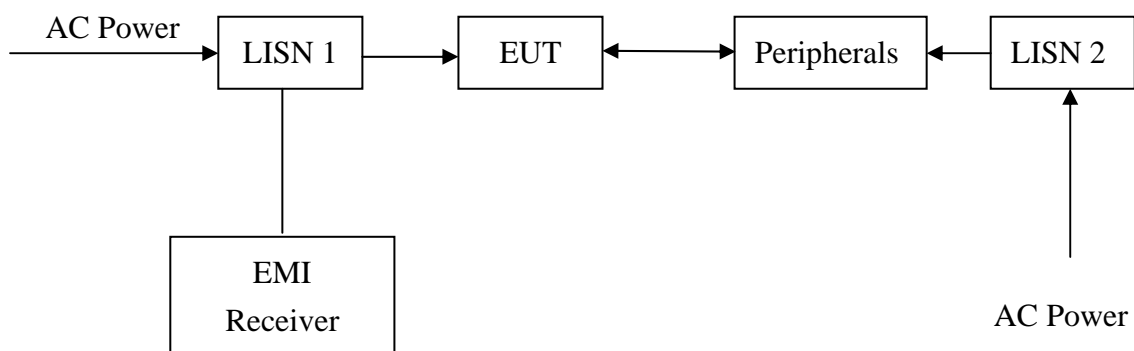 AC Power
LISN 1
EUT
Peripherals
LISN 2
EMI
Receiver
AC Power